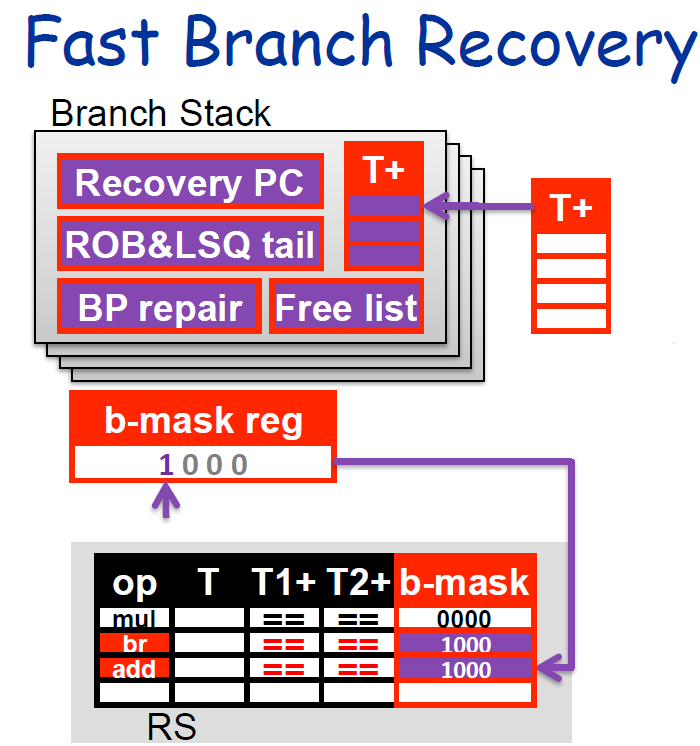 Fast Branch Recovery
Branch Stack
Recovery PC
T+
ROB&LSQ tail
BP repair
Free list
T+
b-mask reg
1 0 0 0
op T T1+ T2+ b-mask
mul == == 0000
br == == 1000
add == == 1000
RS